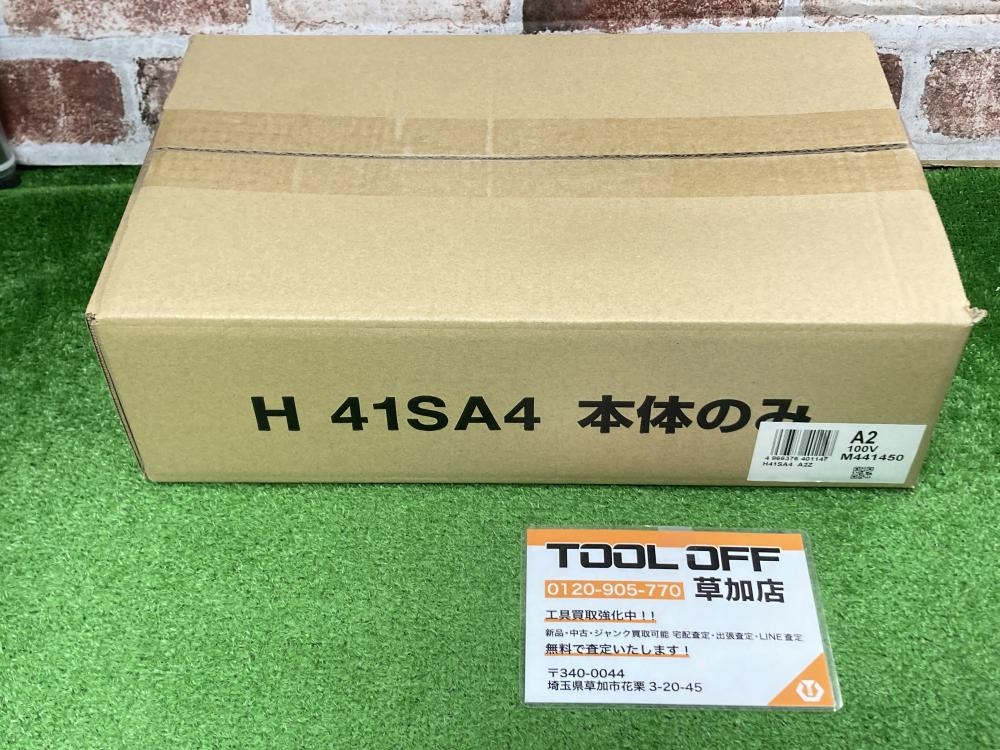 H 41SA4 本体のみ
A2
100V
4 966376 401147
M441450
H41SA4 A2Z
TOOL OFF
0120-905-770 草加店
工具買取強化中!!
新品・中古・ジャンク買取可能 宅配査定・出張査定・LINE査定
無料で査定いたします!
〒340-0044
埼玉県草加市花栗 3-20-45